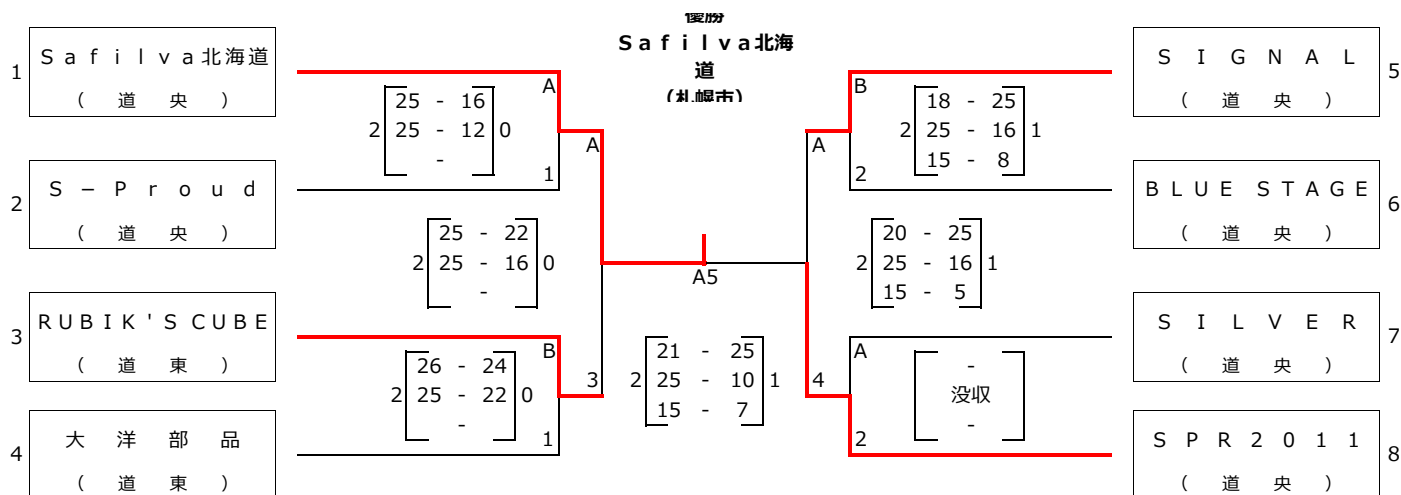 優勝
Ｓａｆｉｌｖａ北海
道
（札幌市）
1
Ｓａｆｉｌｖａ北海道
（道央）
2
Ｓ－Ｐｒｏｕｄ
（道央）
3
ＲＵＢＩＫ'ＳＣＵＢＥ
（道東）
4
大洋部品
（道東）
A
25 - 16
2 25 - 12 0
-
1
A
25 - 22
2 25 - 16 0
-
B
26 - 24
2 25 - 22 0
-
1
3
A5
21 - 25
2 25 - 10 1
15 - 7
B
18 - 25
2 25 - 16 1
15 - 8
2
A
20 - 25
2 25 - 16 1
15 - 5
A
-
没収
-
2
4
ＳＩＧＮＡＬ
（道央）
5
ＢＬＵＥ ＳＴＡＧＥ
（道央）
6
ＳＩＬＶＥＲ
（道央）
7
ＳＰＲ２０１１
（道央）
8